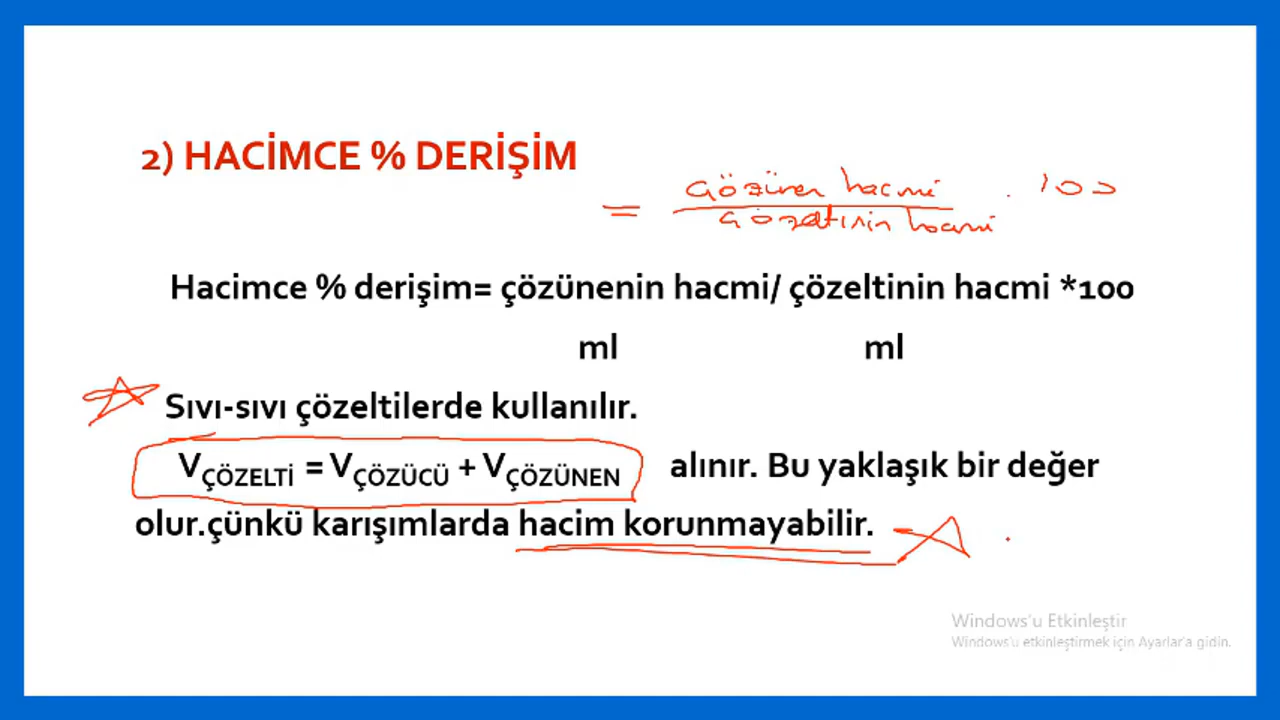 2) HACİMCE % DERİŞİM
= çözünen hacmi . 100
çözeltinin hacmi
Hacimce % derişim= çözünenin hacmi/ çözeltinin hacmi *100
ml ml
Sıvı-sıvı çözeltilerde kullanılır.
VÇÖZELTİ = VÇÖZÜCÜ + VÇÖZÜNEN alınır. Bu yaklaşık bir değer
olur.çünkü karışımlarda hacim korunmayabilir.
Windows'u Etkinleştir
Windows'u etkinleştirmek için Ayarlar'a gidin.